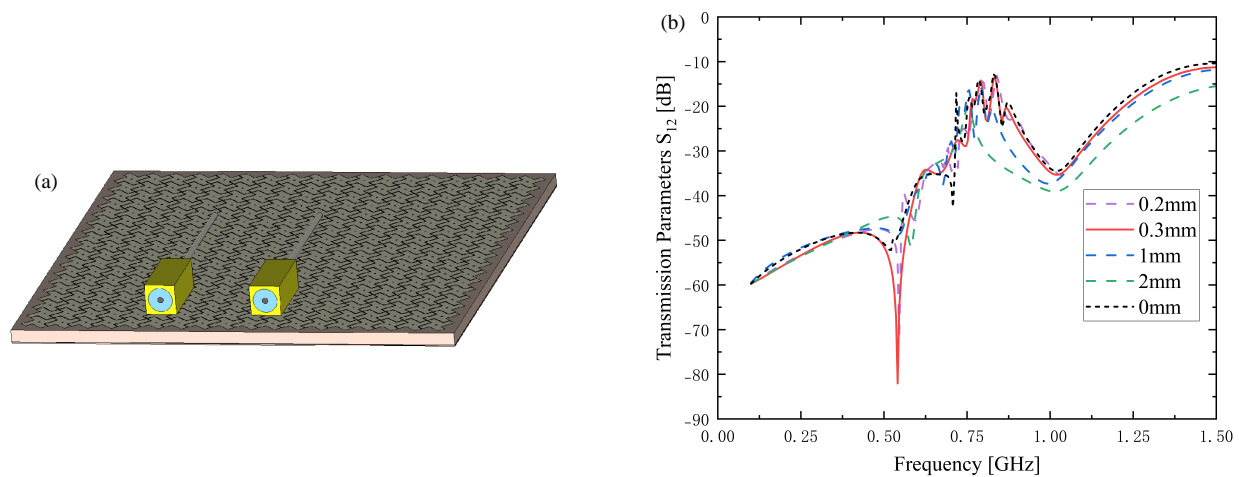 (a)
(b)
0
-10
-20
-30
-40
-50
-60
-70
-80
-90
Transmission Parameters S12 [dB]
0.2mm
0.3mm
1mm
2mm
0mm
0.00 0.25 0.50 0.75 1.00 1.25 1.50
Frequency [GHz]